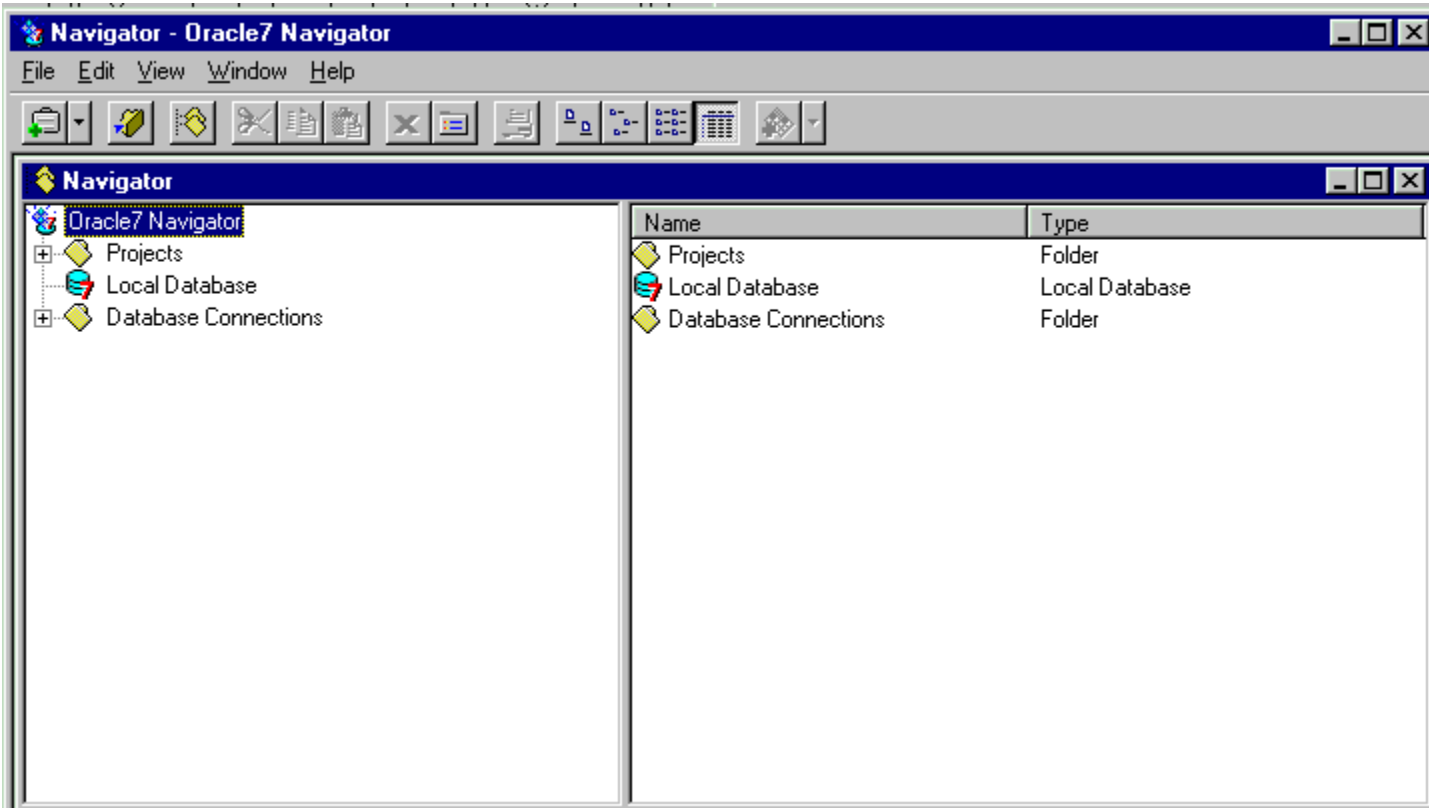 Navigator - Oracle7 Navigator
File Edit View Window Help
Navigator
Oracle7 Navigator
Projects
Local Database
Database Connections
Name Type
Projects Folder
Local Database Local Database
Database Connections Folder